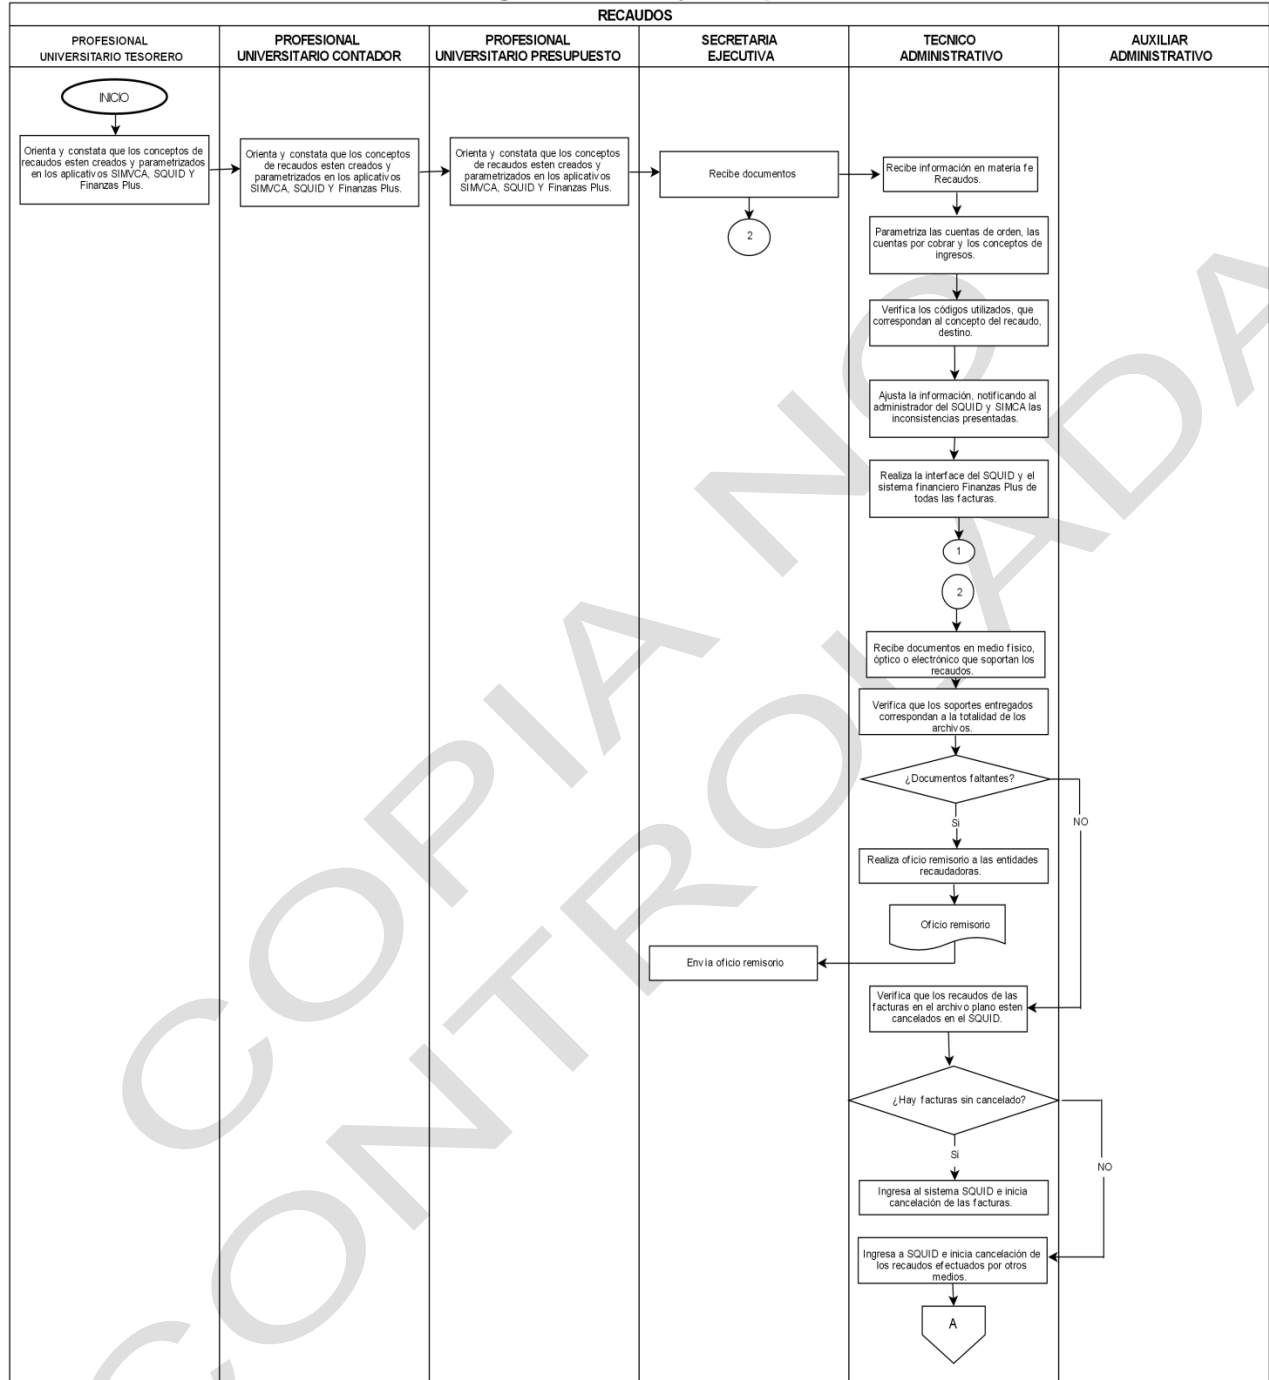 RECAUDOS
PROFESIONAL
UNIVERSITARIO TESORERO
PROFESIONAL
UNIVERSITARIO CONTADOR
PROFESIONAL
UNIVERSITARIO PRESUPUESTO
SECRETARIA
EJECUTIVA
TECNICO
ADMINISTRATIVO
AUXILIAR
ADMINISTRATIVO
INICIO
Orienta y constata que los conceptos de
recaudos esten creados y parametrizados
en los aplicativos SIMVCA, SQUID Y
Finanzas Plus.
Orienta y constata que los conceptos
de recaudos esten creados y
parametrizados en los aplicativos
SIMVCA, SQUID Y Finanzas Plus.
Orienta y constata que los conceptos
de recaudos esten creados y
parametrizados en los aplicativos
SIMVCA, SQUID Y Finanzas Plus.
Recibe documentos
2
Recibe información en materia fe
Recaudos.
Parametriza las cuentas de orden, las
cuentas por cobrar y los conceptos de
ingresos.
Verifica los códigos utilizados, que
correspondan al concepto del recaudo,
destino.
Ajusta la información, notificando al
administrador del SQUID y SIMCA las
inconsistencias presentadas.
Realiza la interface del SQUID y el
sistema financiero Finanzas Plus de
todas las facturas.
1
2
Recibe documentos en medio físico,
óptico o electrónico que soportan los
recaudos.
Verifica que los soportes entregados
correspondan a la totalidad de los
archivos.
¿Documentos faltantes?
NO
Si
Realiza oficio remisorio a las entidades
recaudadoras.
Oficio remisorio
Envía oficio remisorio
Verifica que los recaudos de las
facturas en el archivo plano esten
cancelados en el SQUID.
¿Hay facturas sin cancelado?
Si
NO
Ingresa al sistema SQUID e inicia
cancelación de las facturas.
Ingresa a SQUID e inicia cancelación de
los recaudos efectuados por otros
medios.
A
COPIA NO
CONTROLADA